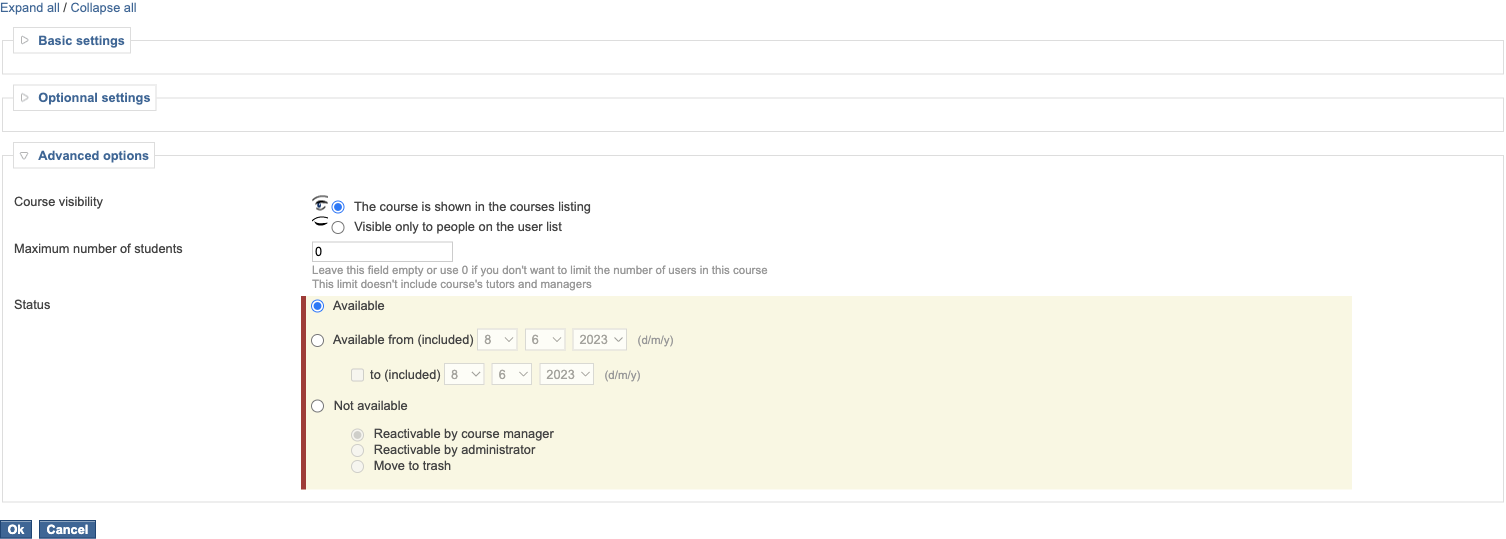 Expand all / Collapse all
Basic settings
Optionnal settings
Advanced options
Course visibility
The course is shown in the courses listing
Visible only to people on the user list
Maximum number of students
0
Leave this field empty or use 0 if you don't want to limit the number of users in this course
This limit doesn't include course's tutors and managers
Status
Available
Available from (included) 8 6 2023 (d/m/y)
to (included) 8 6 2023 (d/m/y)
Not available
Reactivable by course manager
Reactivable by administrator
Move to trash
Ok Cancel